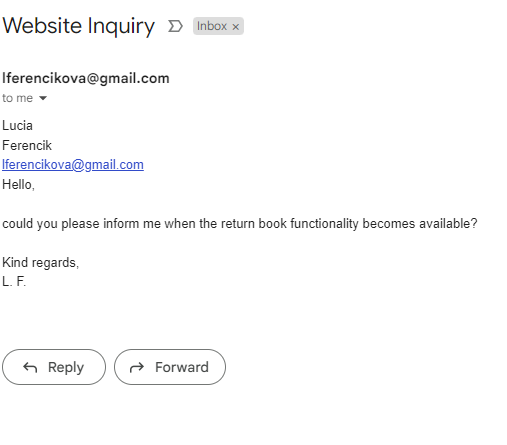 Website Inquiry
Inbox ×
lferencikova@gmail.com
to me
Lucia
Ferencik
lferencikova@gmail.com
Hello,
could you please inform me when the return book functionality becomes available?
Kind regards,
L. F.
Reply
Forward